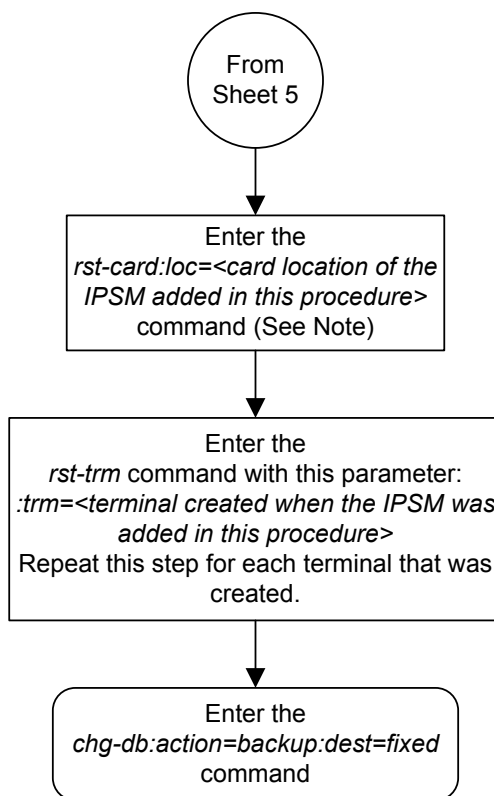 From
Sheet 5
Enter the
rst-card:loc=<card location of the
IPSM added in this procedure>
command (See Note)
Enter the
rst-trm command with this parameter:
:trm=<terminal created when the IPSM was
added in this procedure>
Repeat this step for each terminal that was
created.
Enter the
chg-db:action=backup:dest=fixed
command